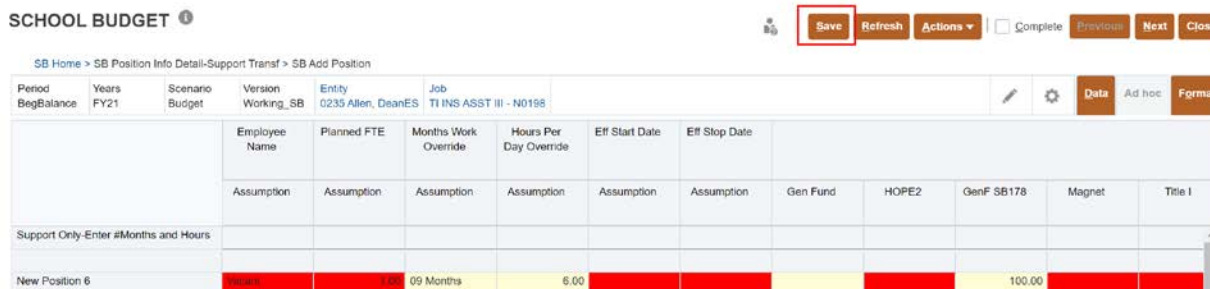 SCHOOL BUDGET
Save Refresh Actions Complete Previous Next Clos
SB Home > SB Position Info Detail-Support Transf > SB Add Position
Period Years Scenario Version Entity Job
BegBalance FY21 Budget Working_SB 0235 Allen, DeanES TI INS ASST III - N0198
Data Ad hoc Forma
Employee Name Planned FTE Months Work Override Hours Per Day Override Eff Start Date Eff Stop Date
Assumption Assumption Assumption Assumption Assumption Assumption Gen Fund HOPE2 GenF SB178 Magnet Title I
Support Only-Enter #Months and Hours
New Position 6 Vacant 1.00 09 Months 6.00 100.00